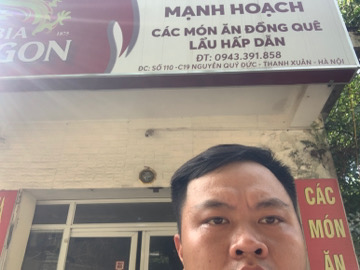 BIA
GON
1875
MẠNH HOẠCH
CÁC MÓN ĂN ĐỒNG QUÊ
LẨU HẤP DẪN
ĐT: 0943.391.858
ĐC: SỐ 110 -C19 NGUYỄN QUÝ ĐỨC - THANH XUÂN - HÀ NỘI
CÁC
MÓN
ĂN